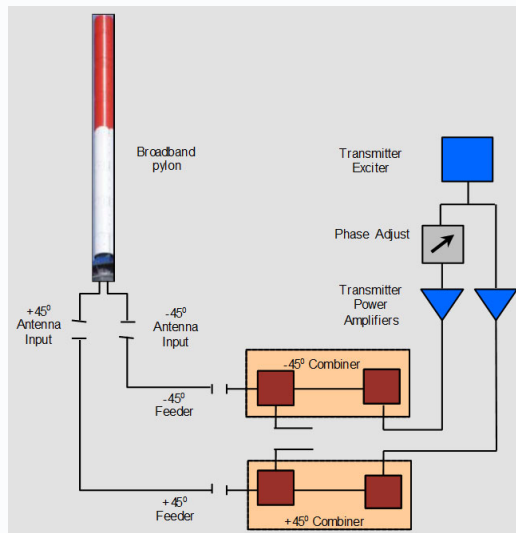 Broadband
pylon
Transmitter
Exciter
Phase Adjust
+45⁰
Antenna
Input
-45⁰
Antenna
Input
Transmitter
Power
Amplifiers
-45⁰ Combiner
-45⁰
Feeder
+45⁰
Feeder
+45⁰ Combiner